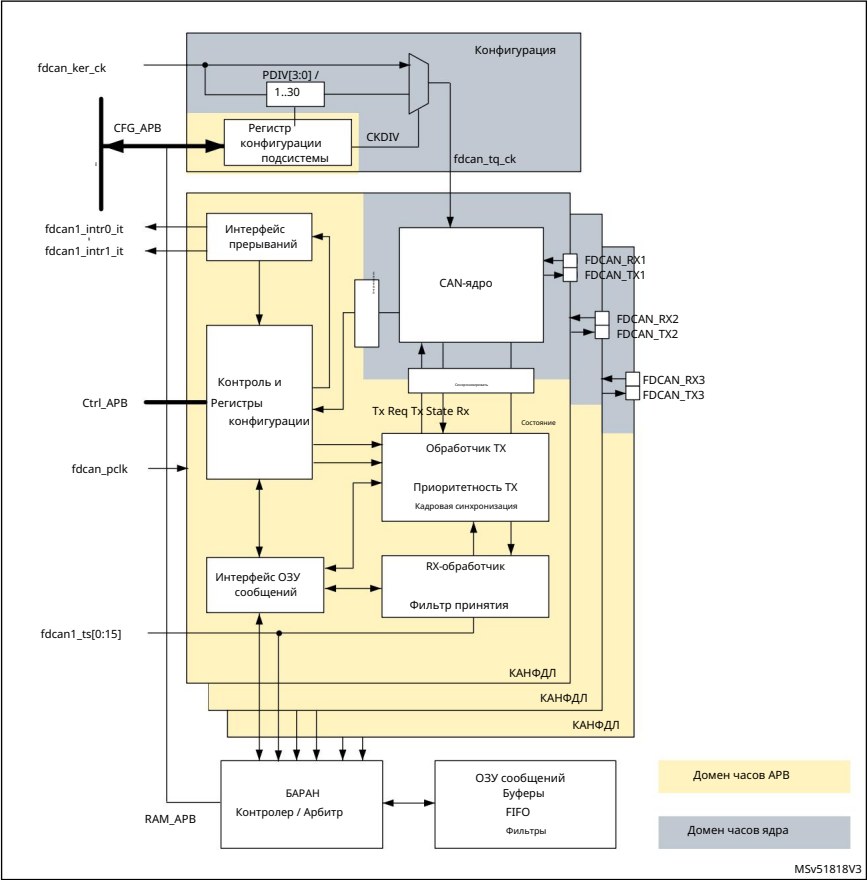 Конфигурация
fdcan_ker_ck
PDIV[3:0] /
1..30
CFG_APB
Регистр
конфигурации
подсистемы
CKDIV
fdcan_tq_ck
fdcan1_intr0_it
fdcan1_intr1_it
Интерфейс
прерываний
CAN-ядро
FDCAN_RX1
FDCAN_TX1
FDCAN_RX2
FDCAN_TX2
FDCAN_RX3
FDCAN_TX3
Синхронизировать
Контроль и
Регистры
конфигурации
Ctrl_APB
Tx Req Tx State Rx
Состояние
Обработчик TX
Приоритетность TX
Кадровая синхронизация
fdcan_pclk
Интерфейс ОЗУ
сообщений
RX-обработчик
Фильтр принятия
fdcan1_ts[0:15]
КАНФДЛ
КАНФДЛ
КАНФДЛ
БАРАН
Контролер / Арбитр
RAM_APB
ОЗУ сообщений
Буферы
FIFO
Фильтры
Домен часов APB
Домен часов ядра
MSv51818V3